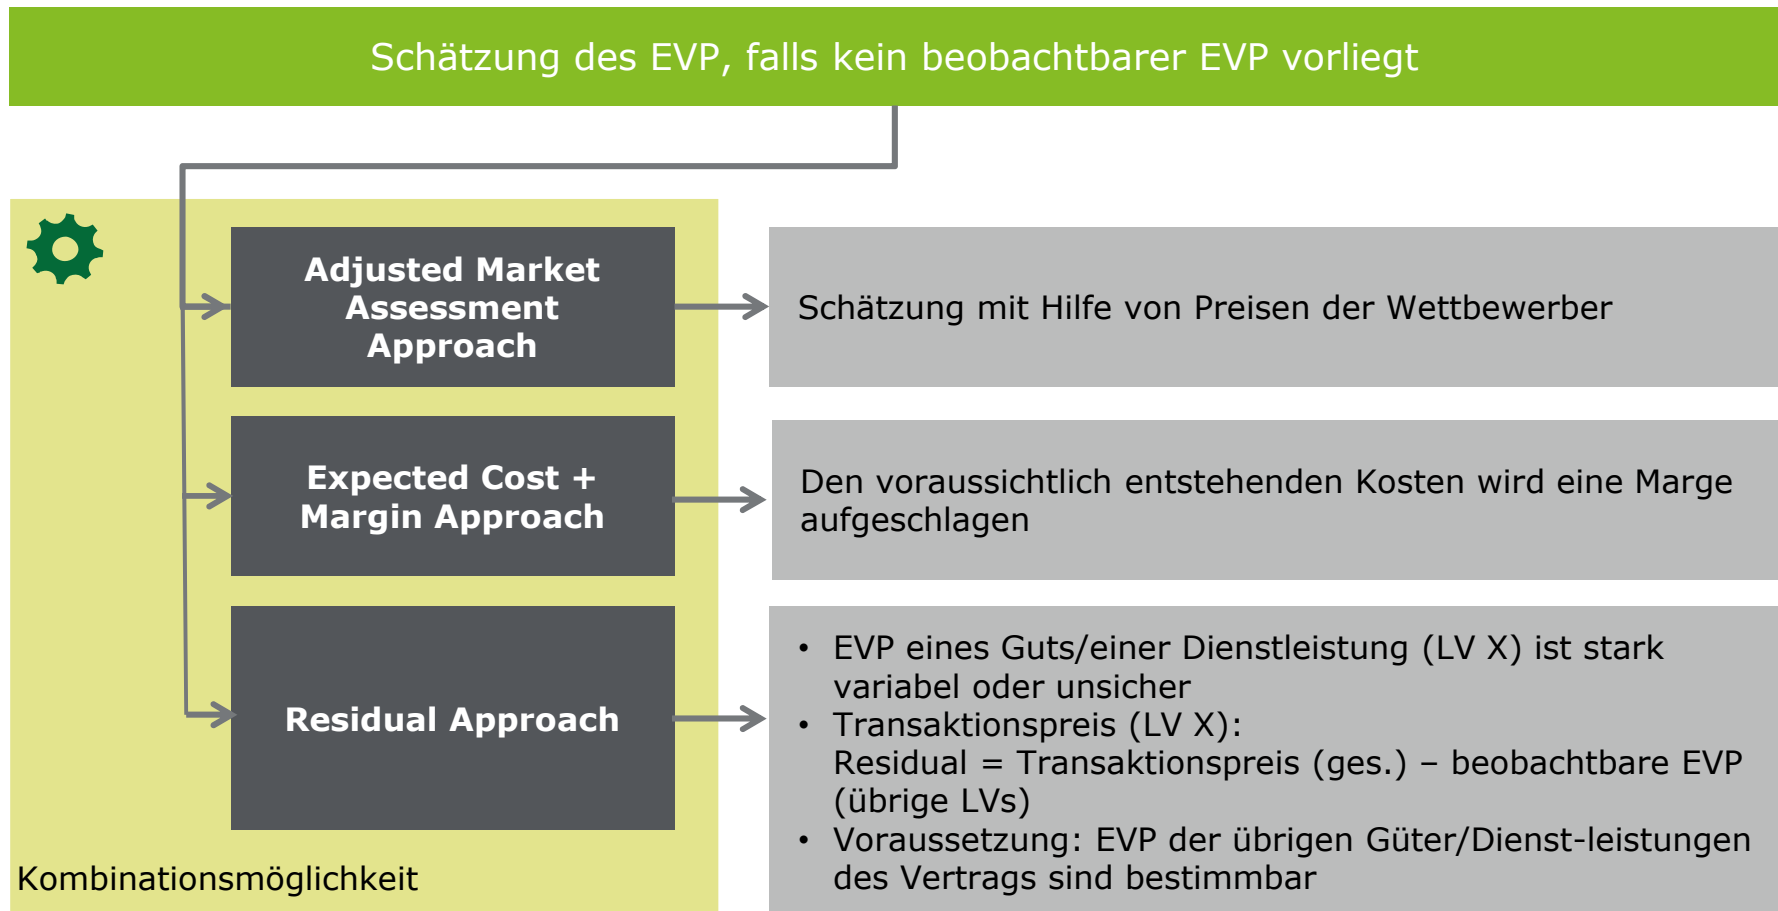 Schätzung des EVP, falls kein beobachtbarer EVP vorliegt
Adjusted Market
Assessment
Approach
Schätzung mit Hilfe von Preisen der Wettbewerber
Expected Cost +
Margin Approach
Den voraussichtlich entstehenden Kosten wird eine Marge
aufgeschlagen
Residual Approach
• EVP eines Guts/einer Dienstleistung (LV X) ist stark
variabel oder unsicher
• Transaktionspreis (LV X):
Residual = Transaktionspreis (ges.) – beobachtbare EVP
(übrige LVs)
• Voraussetzung: EVP der übrigen Güter/Dienst-leistungen
des Vertrags sind bestimmbar
Kombinationsmöglichkeit